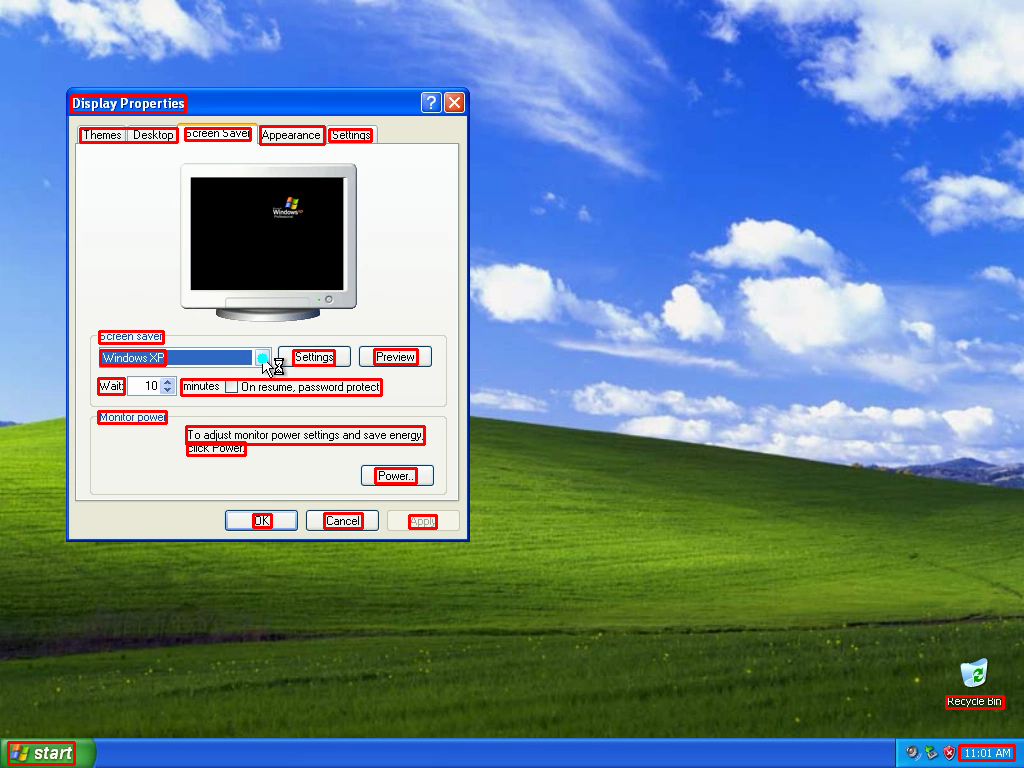 Display Properties
Themes Desktop Screen Saver Appearance Settings
Windows XP
Professional
Screen saver
Windows XP Settings Preview
Wait: 10 minutes On resume, password protect
Monitor power
To adjust monitor power settings and save energy,
click Power.
Power...
OK Cancel Apply
Recycle Bin
start 11:01 AM